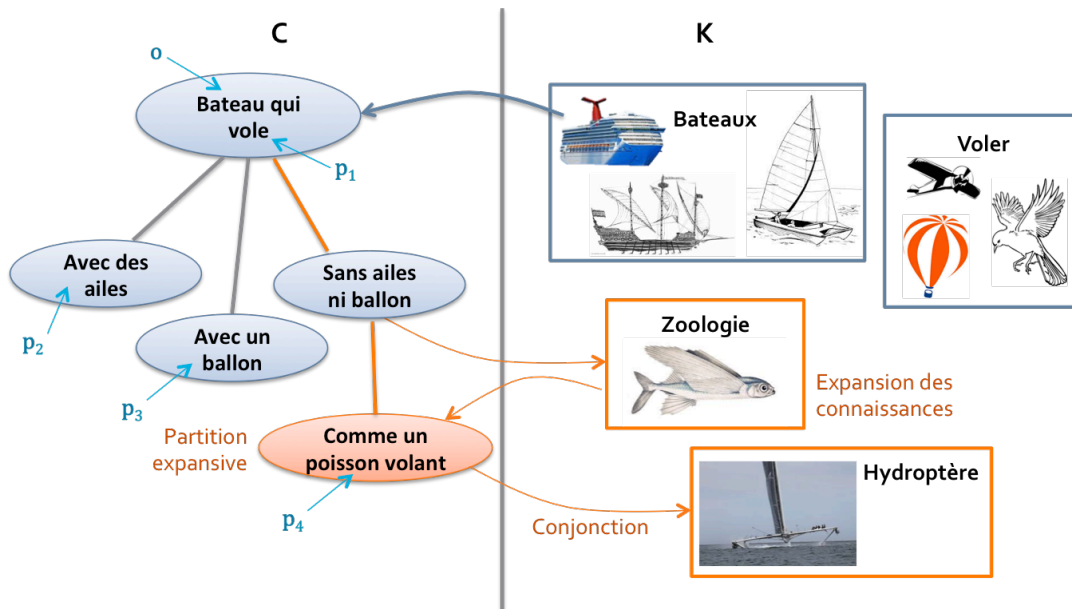 C
K
o
Bateau qui
vole
p1
Bateaux
Voler
Avec des
ailes
p2
Sans ailes
ni ballon
Avec un
ballon
p3
Zoologie
Expansion des
connaissances
Partition
expansive
Comme un
poisson volant
p4
Conjonction
Hydroptère